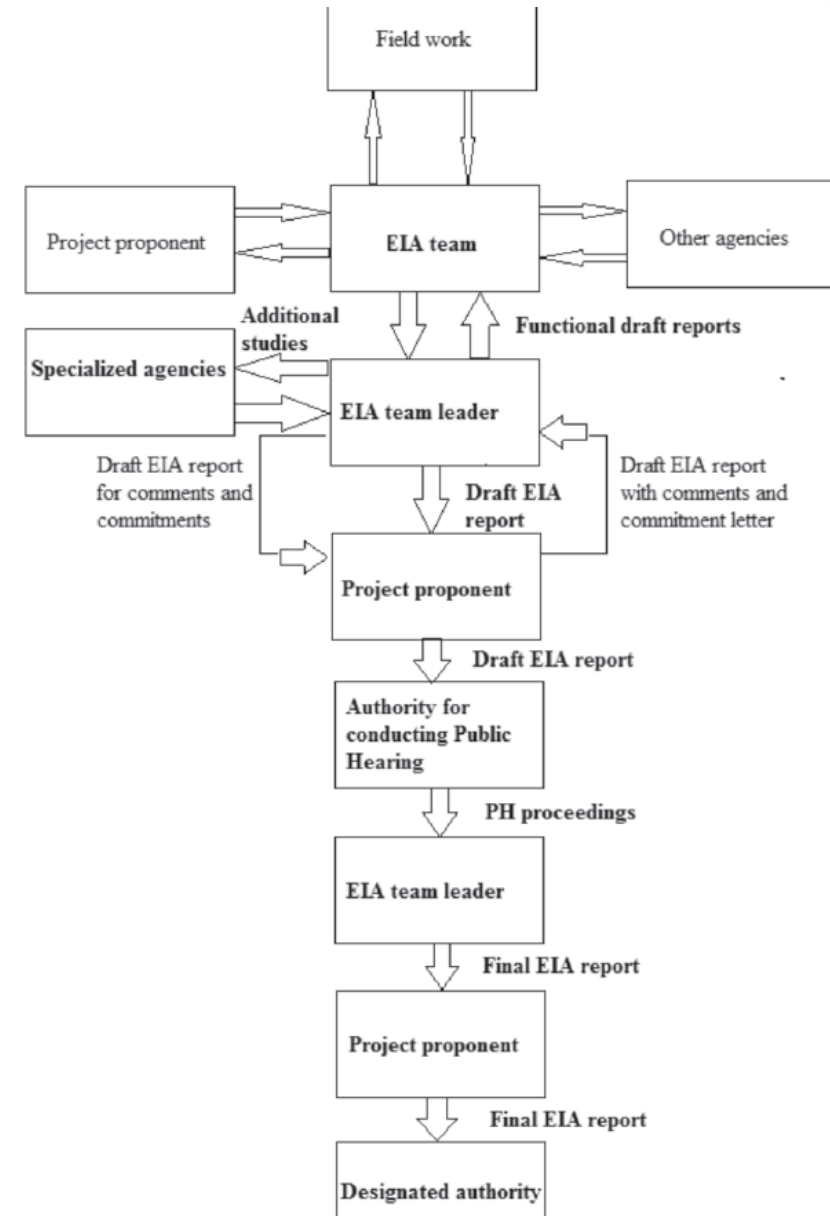 Field work
Project proponent
EIA team
Other agencies
Additional
studies
Functional draft reports
Specialized agencies
EIA team leader
Draft EIA report
for comments and
commitments
Draft EIA
report
Draft EIA report
with comments and
commitment letter
Project proponent
Draft EIA report
Authority for
conducting Public
Hearing
PH proceedings
EIA team leader
Final EIA report
Project proponent
Final EIA report
Designated authority